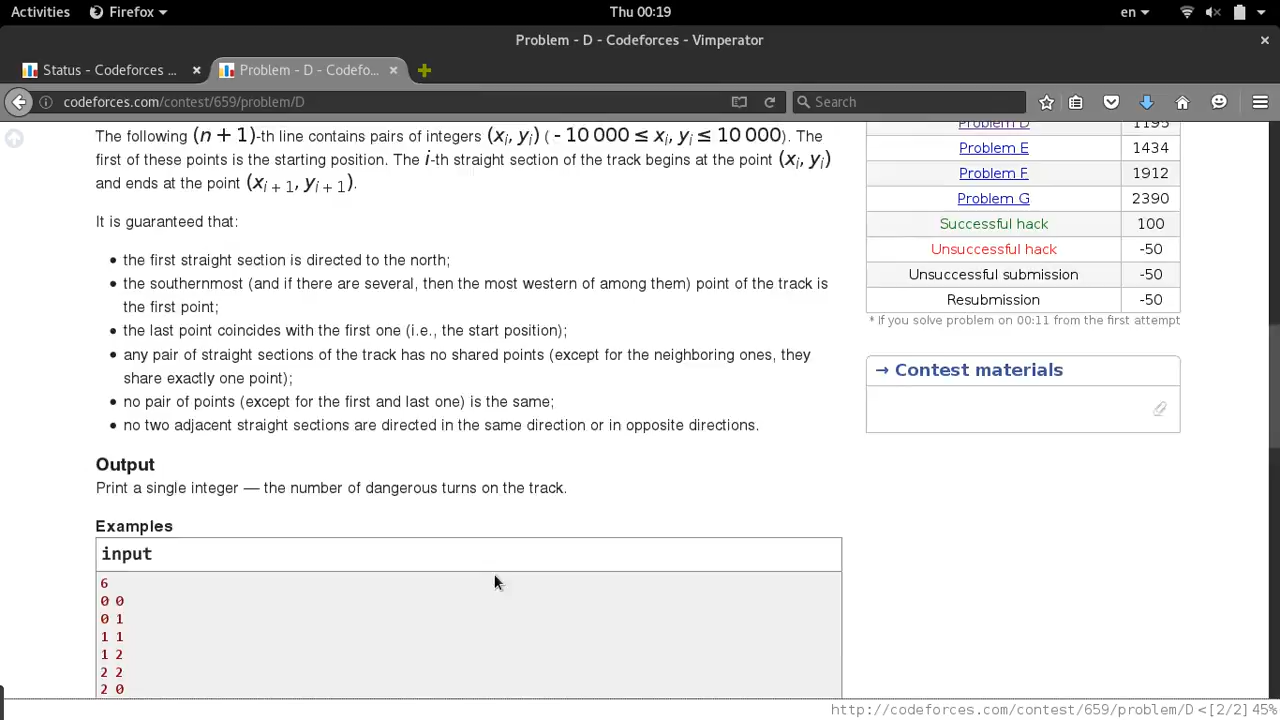 Activities Firefox Thu 00:19 en
Problem - D - Codeforces - Vimperator
Status - Codeforces ... Problem - D - Codefo...
codeforces.com/contest/659/problem/D Search
The following (n + 1)-th line contains pairs of integers (xi, yi) ( - 10 000 ≤ xi, yi ≤ 10 000). The
first of these points is the starting position. The i-th straight section of the track begins at the point (xi, yi)
and ends at the point (xi + 1, yi + 1).
It is guaranteed that:
• the first straight section is directed to the north;
• the southernmost (and if there are several, then the most western of among them) point of the track is
the first point;
• the last point coincides with the first one (i.e., the start position);
• any pair of straight sections of the track has no shared points (except for the neighboring ones, they
share exactly one point);
• no pair of points (except for the first and last one) is the same;
• no two adjacent straight sections are directed in the same direction or in opposite directions.
Output
Print a single integer — the number of dangerous turns on the track.
Examples
input
6
0 0
0 1
1 1
1 2
2 2
2 0
Problem D 1195
Problem E 1434
Problem F 1912
Problem G 2390
Successful hack 100
Unsuccessful hack -50
Unsuccessful submission -50
Resubmission -50
* If you solve problem on 00:11 from the first attempt
→ Contest materials
http://codeforces.com/contest/659/problem/D <[2/2] 45%